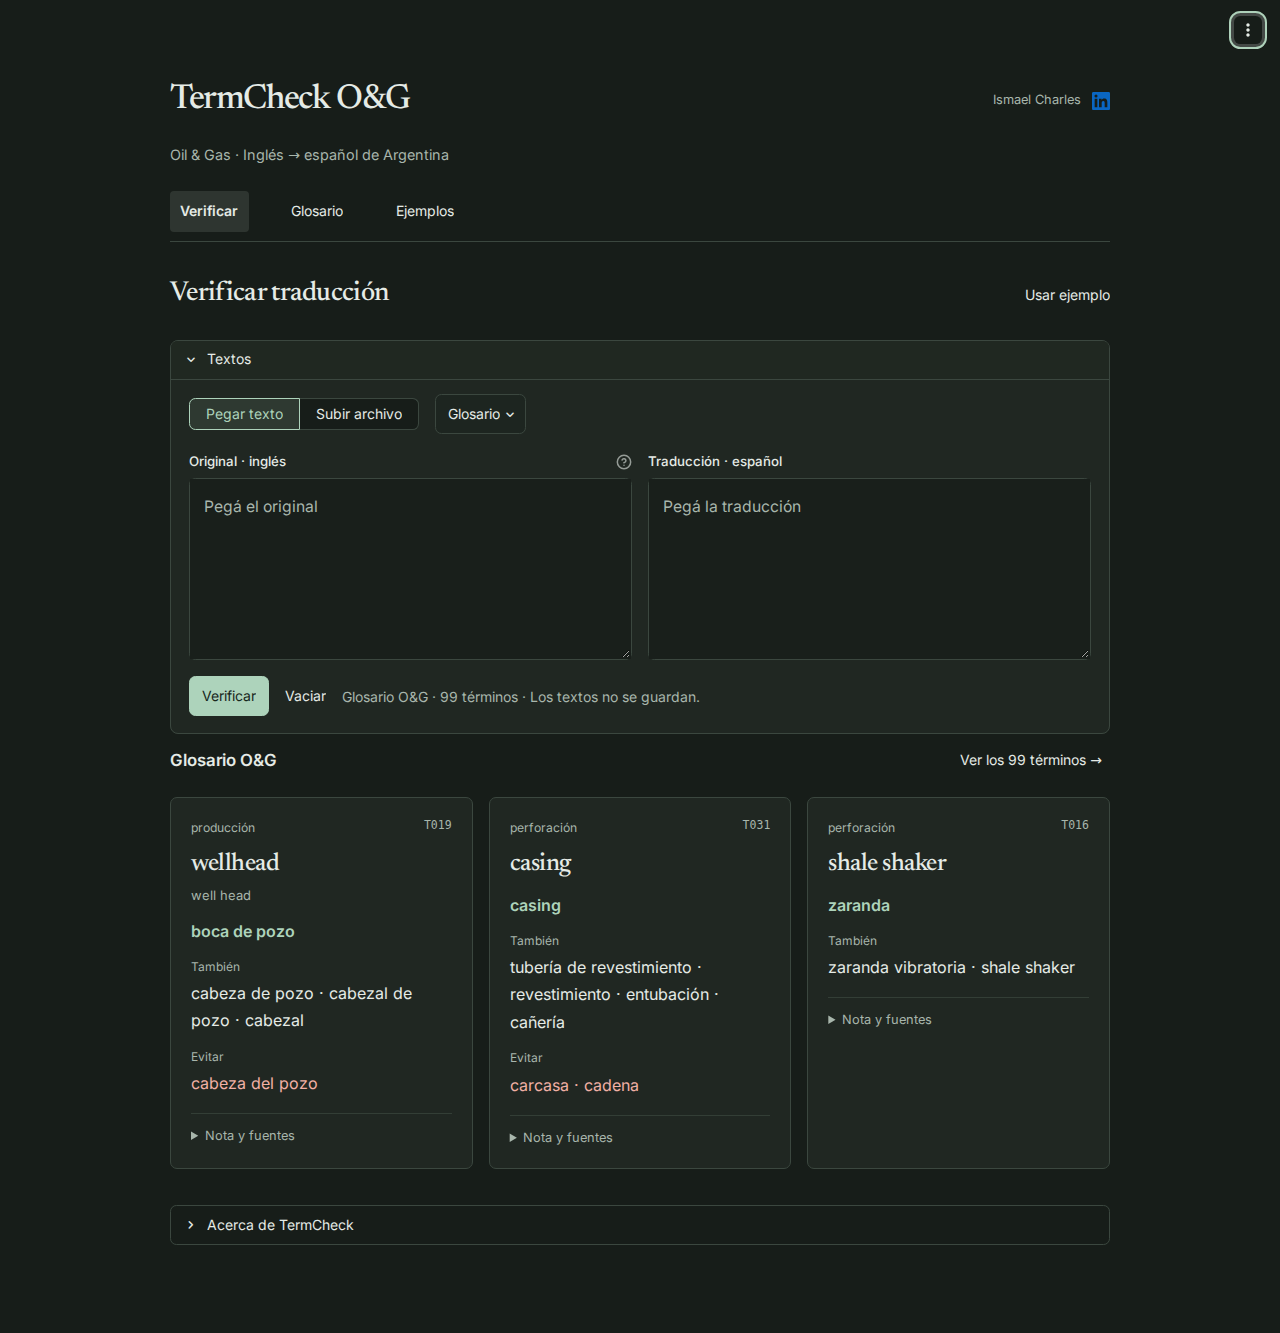 TermCheck O&G
Ismael Charles
Oil & Gas · Inglés → español de Argentina
Verificar
Glosario
Ejemplos
Verificar traducción
Usar ejemplo
Textos
Pegar texto
Subir archivo
Glosario
Original · inglés
Traducción · español
Pegá el original
Pegá la traducción
Verificar
Vaciar
Glosario O&G · 99 términos · Los textos no se guardan.
Glosario O&G
Ver los 99 términos →
producción
T019
wellhead
well head
boca de pozo
También
cabeza de pozo · cabezal de
pozo · cabezal
Evitar
cabeza del pozo
Nota y fuentes
perforación
T031
casing
casing
También
tubería de revestimiento ·
revestimiento · entubación ·
cañería
Evitar
carcasa · cadena
Nota y fuentes
perforación
T016
shale shaker
zaranda
También
zaranda vibratoria · shale shaker
Nota y fuentes
Acerca de TermCheck